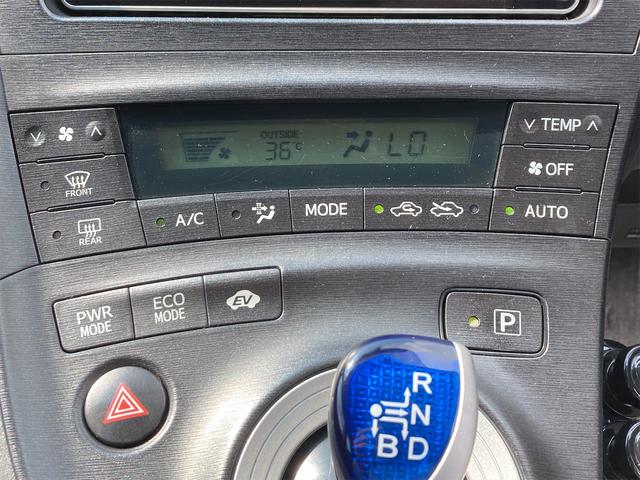 TEMP
OUTSIDE
36°C
LO
FRONT
OFF
REAR
A/C
MODE
AUTO
PWR
MODE
ECO
MODE
EV
P
R
N
B D